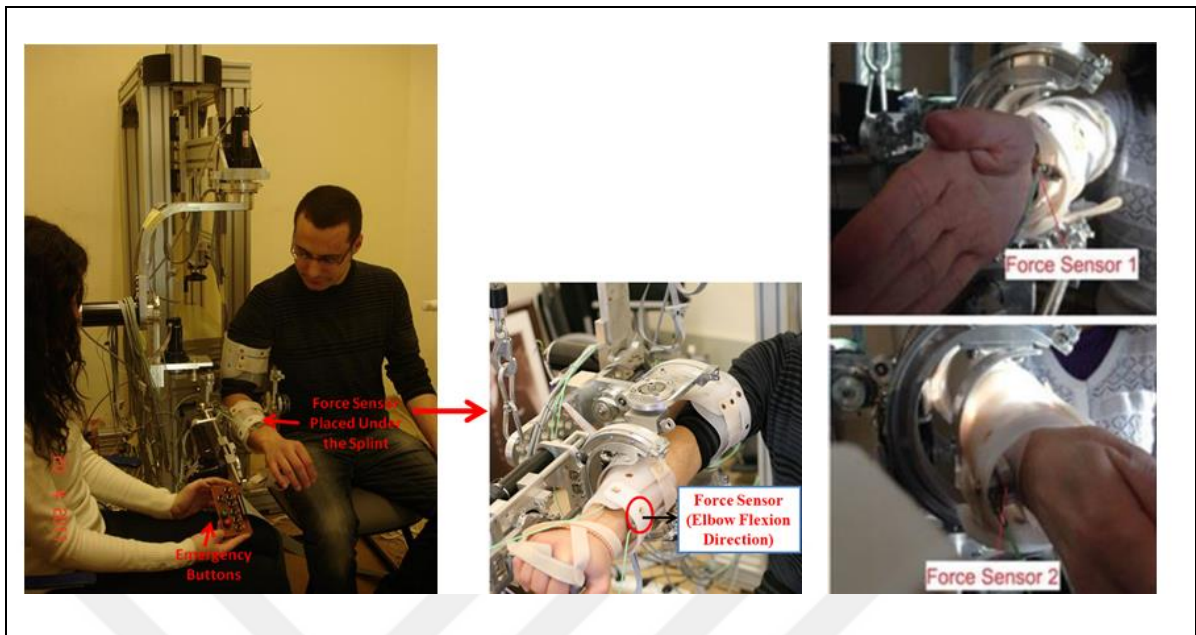 Force Sensor
Placed Under
the Splint
Emergency
Buttons
Force Sensor
(Elbow Flexion
Direction)
Force Sensor 1
Force Sensor 2